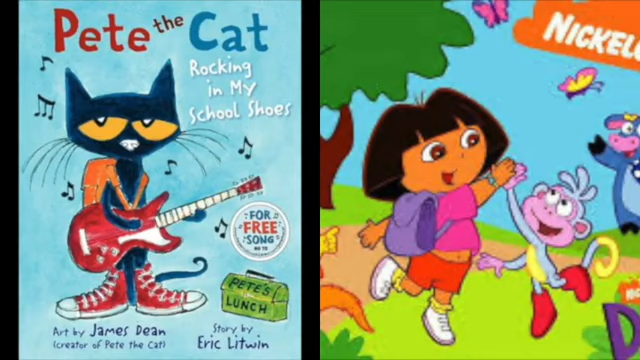 Pete the Cat
Rocking
in My
School Shoes
FOR
FREE
SONG
PETE'S
LUNCH
Art by James Dean
(creator of Pete the Cat)
Story by
Eric Litwin
NICKEL